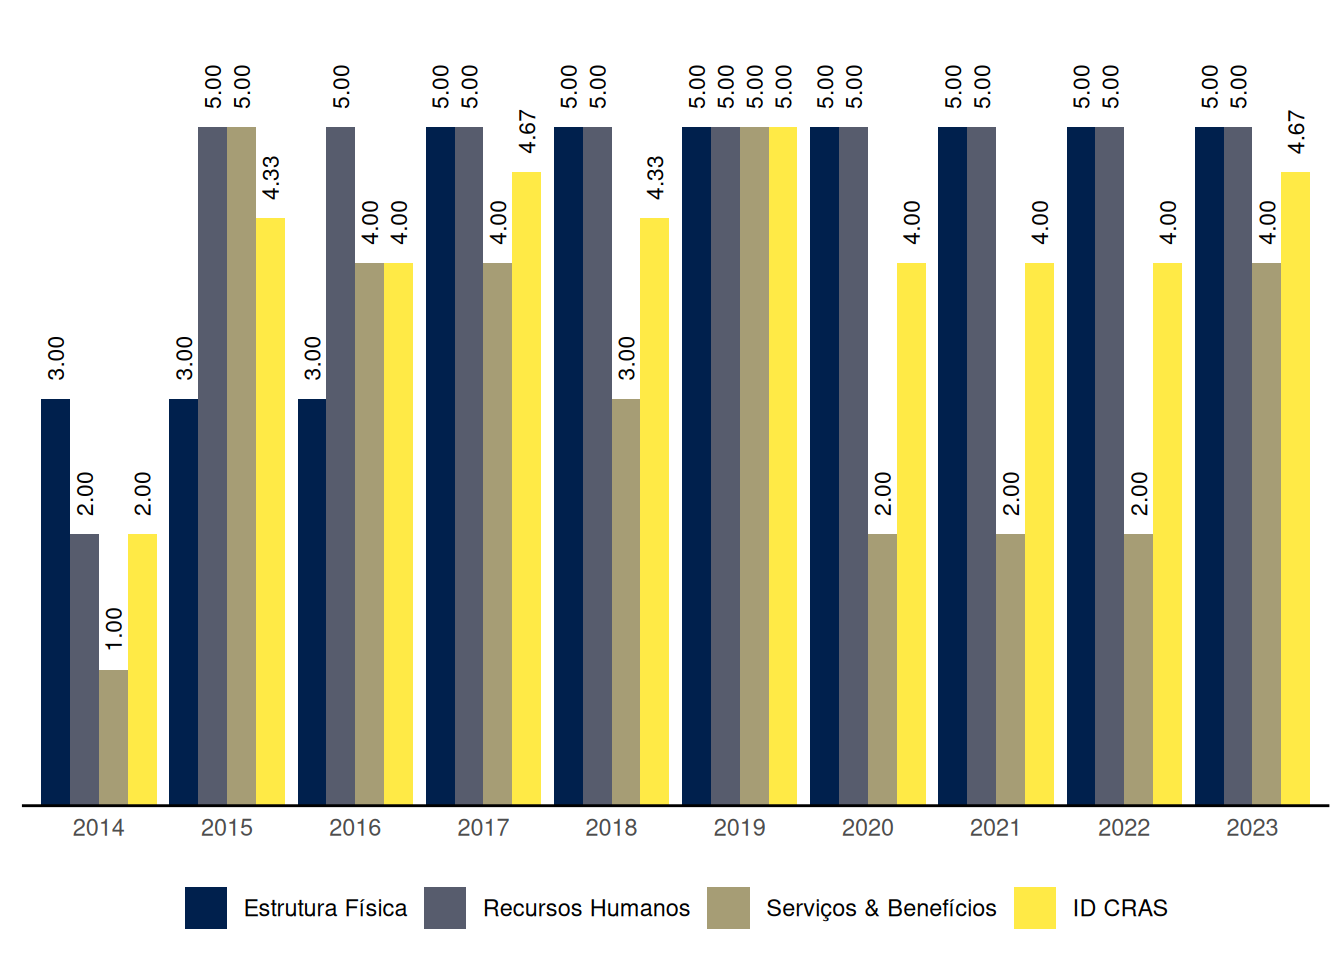 3.00 2.00 1.00 2.00
3.00 5.00 5.00 4.33
3.00 5.00 4.00 4.00
5.00 5.00 4.00 4.67
5.00 5.00 3.00 4.33
5.00 5.00 5.00 5.00
5.00 5.00 2.00 4.00
5.00 5.00 2.00 4.00
5.00 5.00 2.00 4.00
5.00 5.00 4.00 4.67
2014 2015 2016 2017 2018 2019 2020 2021 2022 2023
Estrutura Física Recursos Humanos Serviços & Benefícios ID CRAS